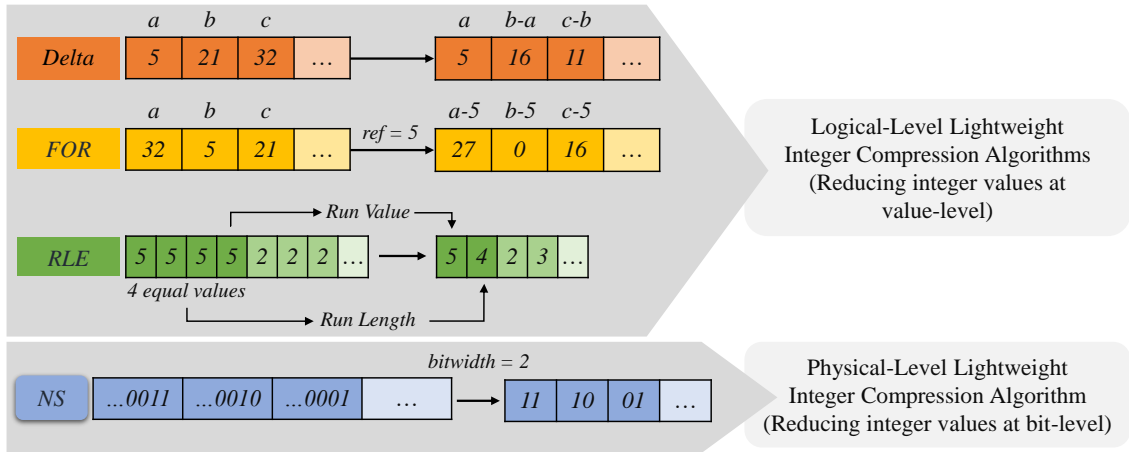 a b c a b-a c-b
Delta 5 21 32 ... 5 16 11 ...
a b c a-5 b-5 c-5
FOR 32 5 21 ... ref = 5 27 0 16 ...
Logical-Level Lightweight
Integer Compression Algorithms
(Reducing integer values at
value-level)
Run Value
RLE 5 5 5 5 2 2 2 ... 5 4 2 3 ...
4 equal values
Run Length
bitwidth = 2
NS ...0011 ...0010 ...0001 ... 11 10 01 ...
Physical-Level Lightweight
Integer Compression Algorithm
(Reducing integer values at bit-level)